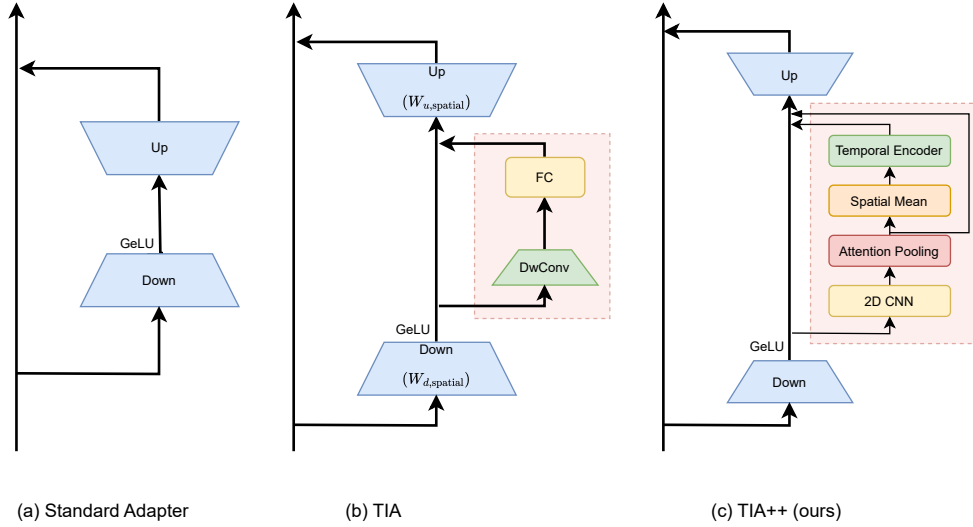 Up
GeLU
Down
(a) Standard Adapter
Up
(W_{u,spatial})
FC
DwConv
GeLU
Down
(W_{d,spatial})
(b) TIA
Up
Temporal Encoder
Spatial Mean
Attention Pooling
2D CNN
GeLU
Down
(c) TIA++ (ours)